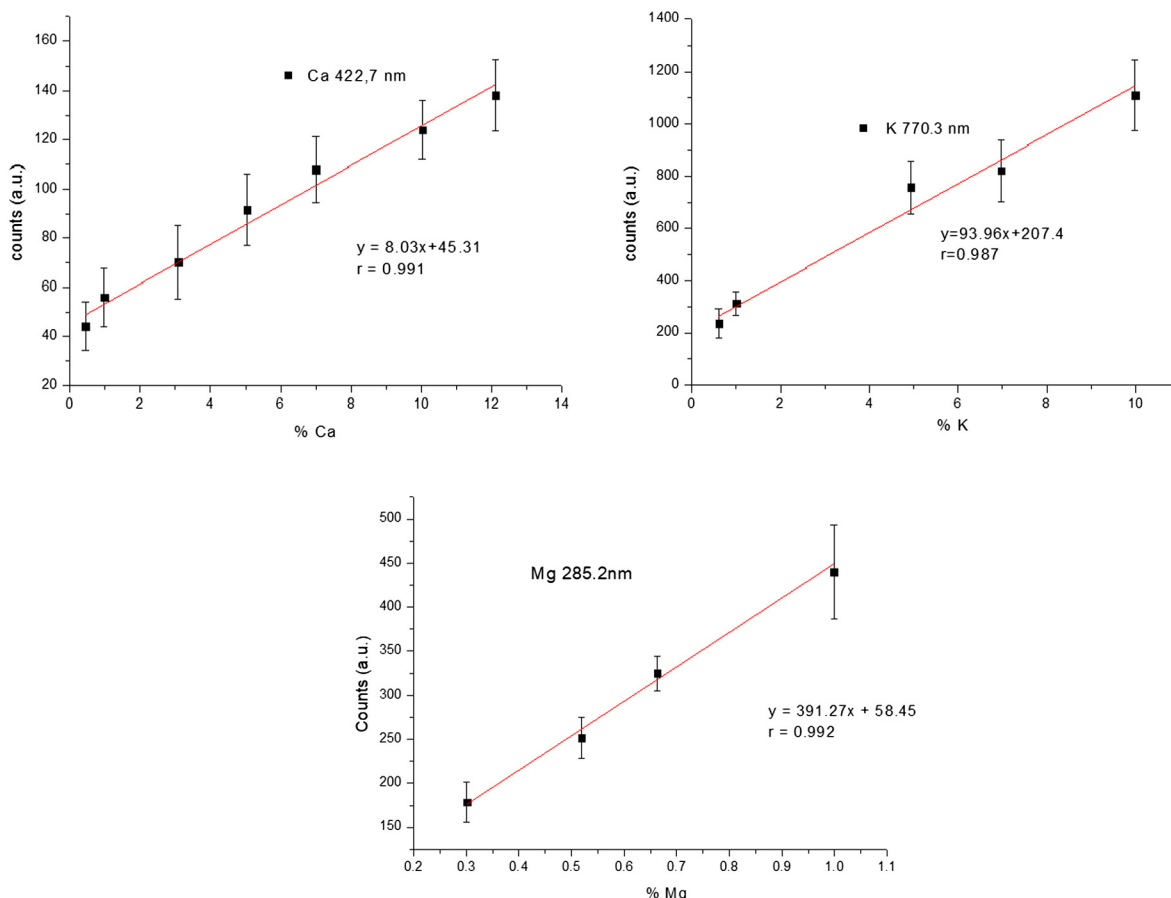 160
140
120
100
80
60
40
20
counts (a.u.)
Ca 422,7 nm
y = 8.03x+45.31
r = 0.991
0 2 4 6 8 10 12 14
% Ca
1400
1200
1000
800
600
400
200
0
counts (a.u.)
K 770.3 nm
y=93.96x+207.4
r=0.987
0 2 4 6 8 10
% K
500
450
400
350
300
250
200
150
Counts (a.u.)
Mg 285.2nm
y = 391.27x + 58.45
r = 0.992
0.2 0.3 0.4 0.5 0.6 0.7 0.8 0.9 1.0 1.1
% Mg